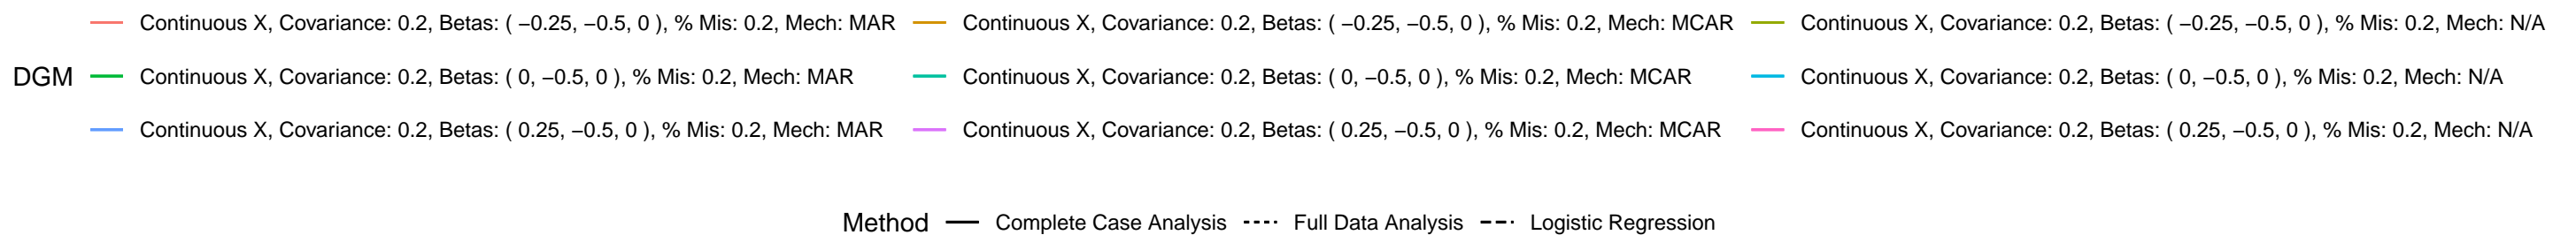 Continuous X, Covariance: 0.2, Betas: ( −0.25, −0.5, 0 ), % Mis: 0.2, Mech: MAR Continuous X, Covariance: 0.2, Betas: ( −0.25, −0.5, 0 ), % Mis: 0.2, Mech: MCAR Continuous X, Covariance: 0.2, Betas: ( −0.25, −0.5, 0 ), % Mis: 0.2, Mech: N/A
DGM Continuous X, Covariance: 0.2, Betas: ( 0, −0.5, 0 ), % Mis: 0.2, Mech: MAR Continuous X, Covariance: 0.2, Betas: ( 0, −0.5, 0 ), % Mis: 0.2, Mech: MCAR Continuous X, Covariance: 0.2, Betas: ( 0, −0.5, 0 ), % Mis: 0.2, Mech: N/A
Continuous X, Covariance: 0.2, Betas: ( 0.25, −0.5, 0 ), % Mis: 0.2, Mech: MAR Continuous X, Covariance: 0.2, Betas: ( 0.25, −0.5, 0 ), % Mis: 0.2, Mech: MCAR Continuous X, Covariance: 0.2, Betas: ( 0.25, −0.5, 0 ), % Mis: 0.2, Mech: N/A
Method Complete Case Analysis Full Data Analysis Logistic Regression